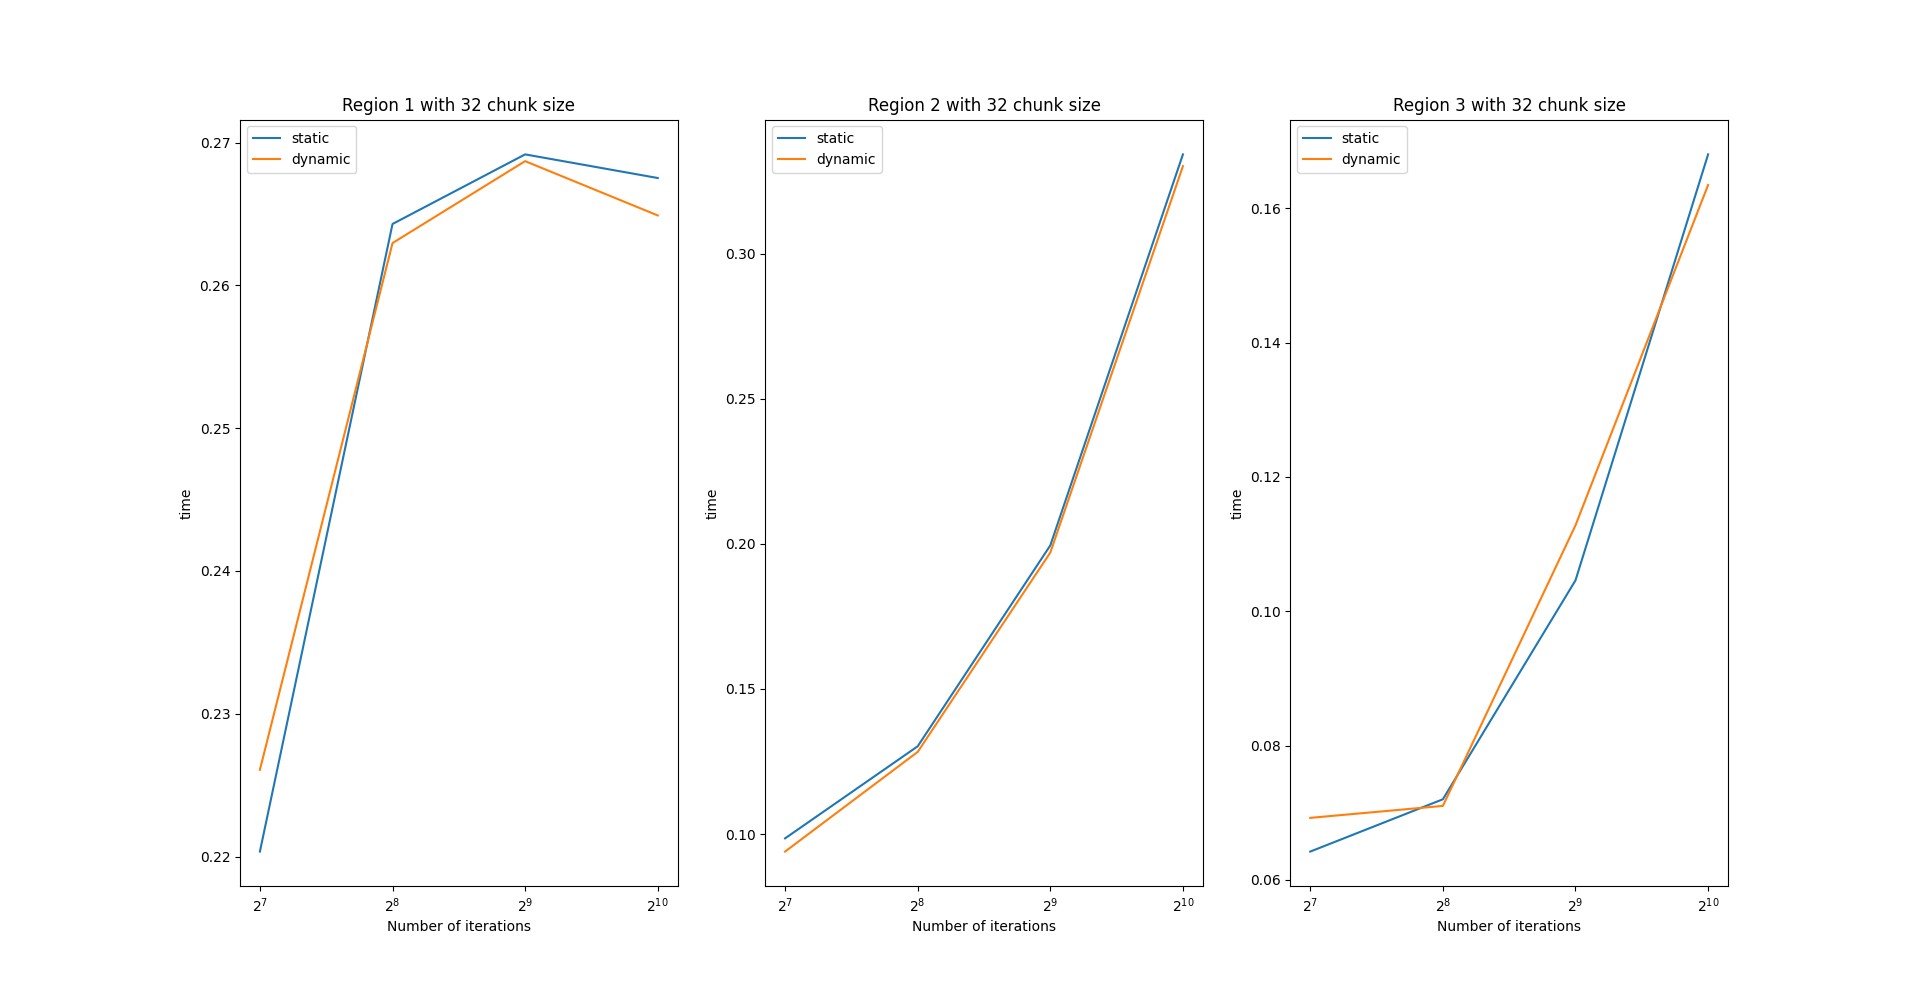 Region 1 with 32 chunk size
static
dynamic
0.27
0.26
0.25
0.24
0.23
0.22
time
2^7 2^8 2^9 2^10
Number of iterations
Region 2 with 32 chunk size
static
dynamic
0.30
0.25
0.20
0.15
0.10
time
2^7 2^8 2^9 2^10
Number of iterations
Region 3 with 32 chunk size
static
dynamic
0.16
0.14
0.12
0.10
0.08
0.06
time
2^7 2^8 2^9 2^10
Number of iterations